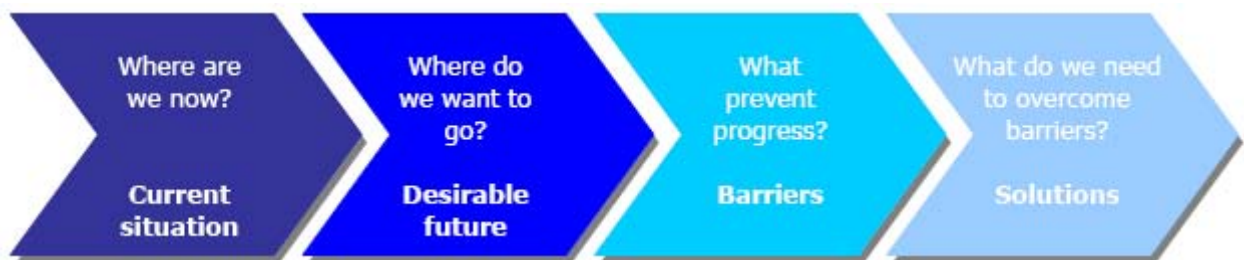 Where are
we now?
Current
situation
Where do
we want to
go?
Desirable
future
What
prevent
progress?
Barriers
What do we need
to overcome
barriers?
Solutions